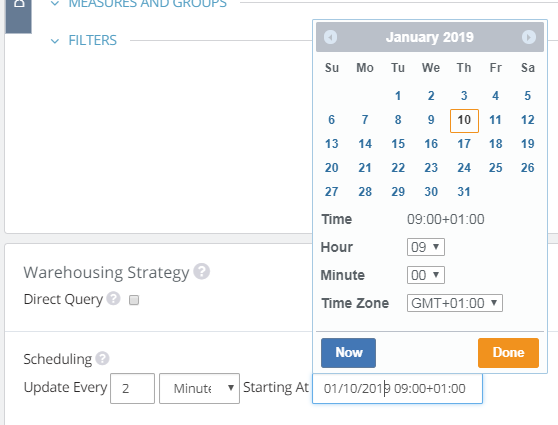 D
MEASURES AND GROUPS
FILTERS
January 2019
Su Mo Tu We Th Fr Sa
1 2 3 4 5
6 7 8 9 10 11 12
13 14 15 16 17 18 19
20 21 22 23 24 25 26
27 28 29 30 31
Time 09:00+01:00
Hour 09
Minute 00
Time Zone GMT+01:00
Now Done
Warehousing Strategy ?
Direct Query ?
Scheduling ?
Update Every 2 Minute Starting At 01/10/2019 09:00+01:00